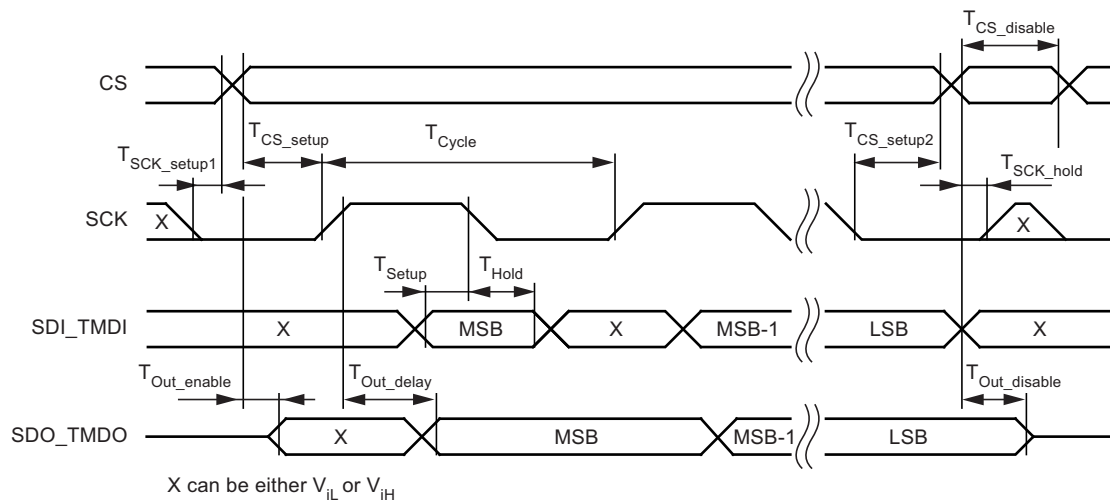 T_CS_disable
CS
T_CS_setup T_Cycle T_CS_setup2
T_SCK_setup1 T_SCK_hold
SCK X X
T_Setup T_Hold
SDI_TMDI X MSB X MSB-1 LSB X
T_Out_enable T_Out_delay T_Out_disable
SDO_TMDO X MSB MSB-1 LSB
X can be either V_iL or V_iH